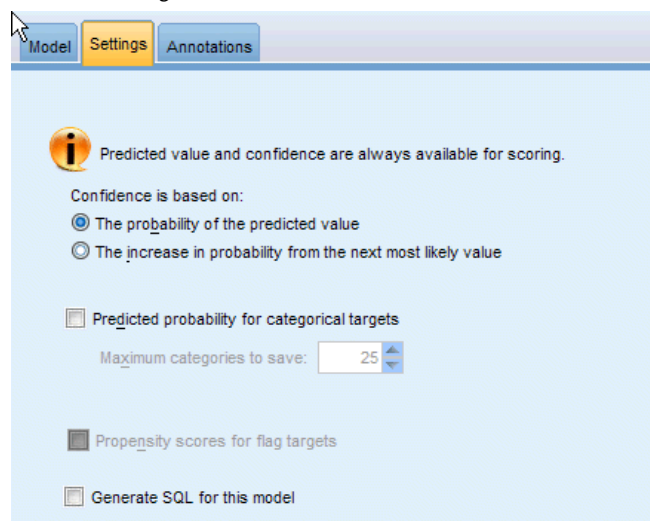 Model Settings Annotations
Predicted value and confidence are always available for scoring.
Confidence is based on:
The probability of the predicted value
The increase in probability from the next most likely value
Predicted probability for categorical targets
Maximum categories to save: 25
Propensity scores for flag targets
Generate SQL for this model